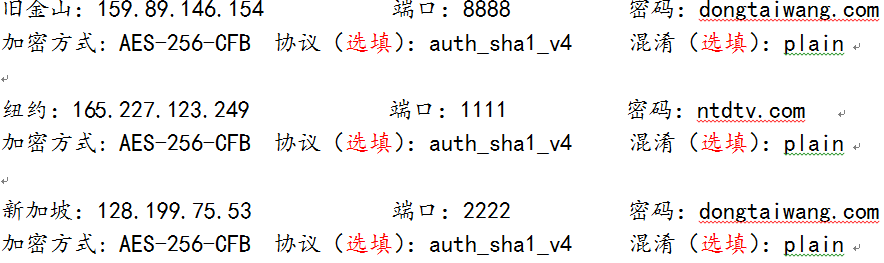 旧金山：159.89.146.154 端口：8888 密码：dongtaiwang.com
加密方式：AES-256-CFB 协议（选填）：auth_sha1_v4 混淆（选填）：plain
纽约：165.227.123.249 端口：1111 密码：ntdtv.com
加密方式：AES-256-CFB 协议（选填）：auth_sha1_v4 混淆（选填）：plain
新加坡：128.199.75.53 端口：2222 密码：dongtaiwang.com
加密方式：AES-256-CFB 协议（选填）：auth_sha1_v4 混淆（选填）：plain